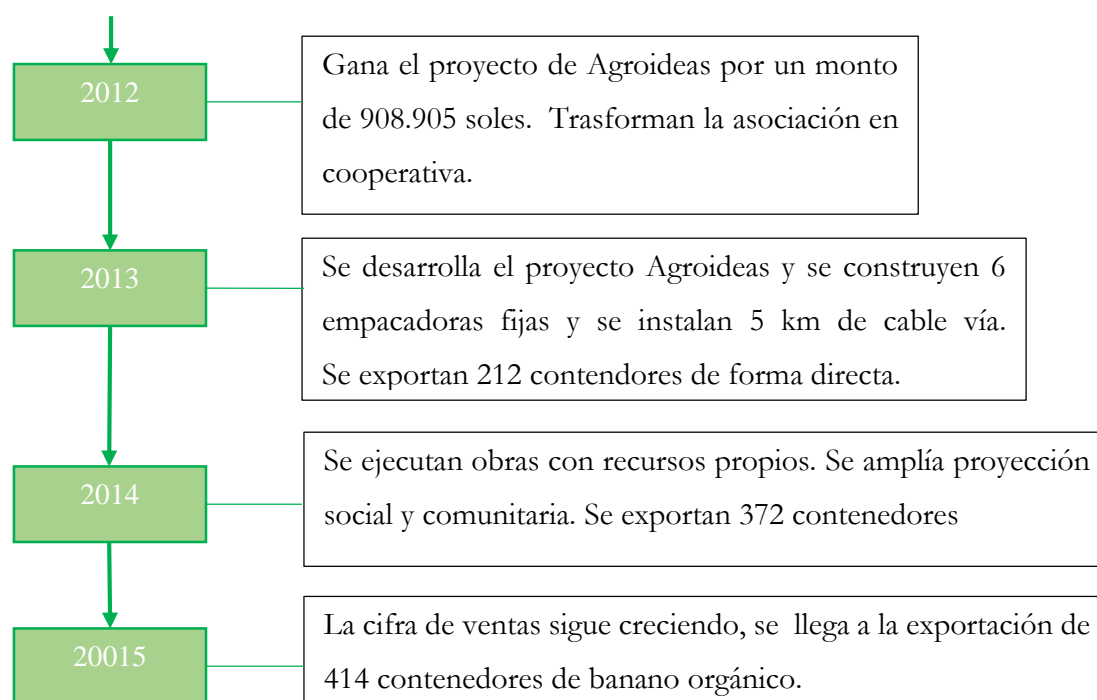 2012
Gana el proyecto de Agroideas por un monto
de 908.905 soles. Trasforman la asociación en
cooperativa.
2013
Se desarrolla el proyecto Agroideas y se construyen 6
empacadoras fijas y se instalan 5 km de cable vía.
Se exportan 212 contendores de forma directa.
2014
Se ejecutan obras con recursos propios. Se amplía proyección
social y comunitaria. Se exportan 372 contenedores
20015
La cifra de ventas sigue creciendo, se llega a la exportación de
414 contenedores de banano orgánico.